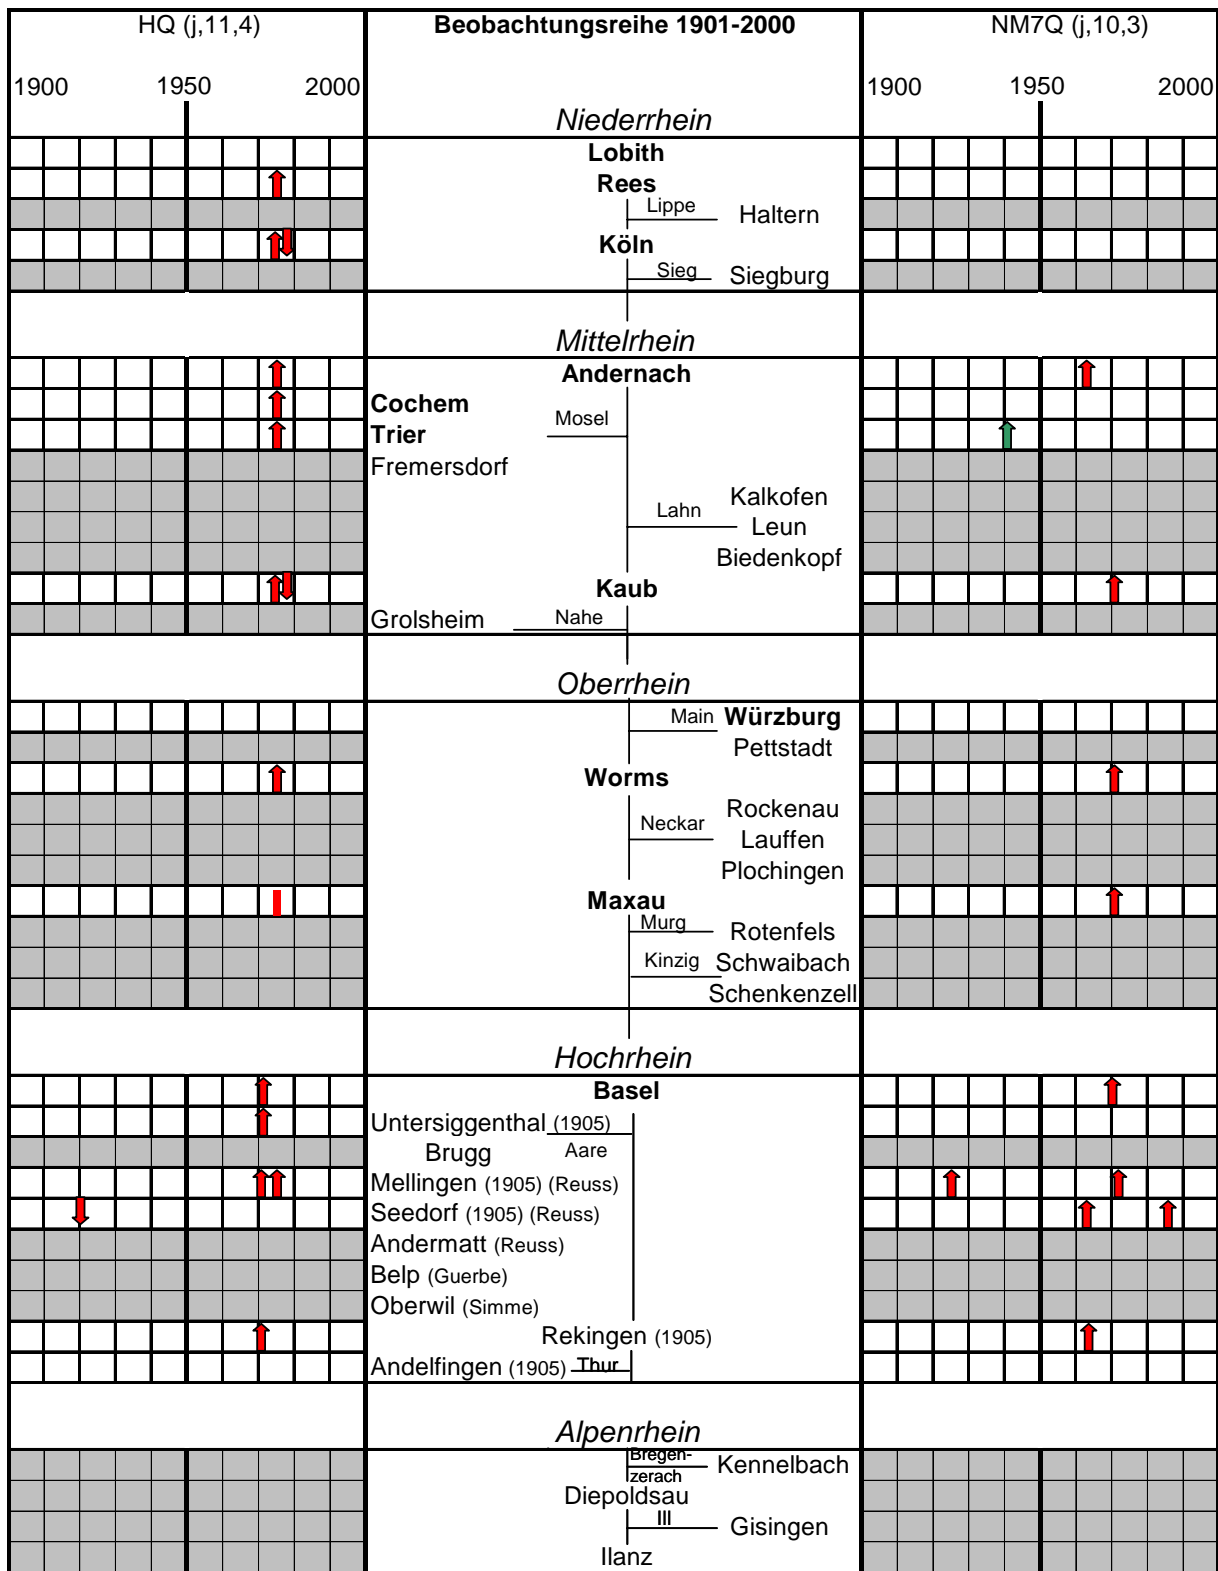 HQ (j,11,4) Beobachtungsreihe 1901-2000 NM7Q (j,10,3)
1900 1950 2000 1900 1950 2000
Niederrhein
Lobith
Rees
Lippe Haltern
Köln
Sieg Siegburg
Mittelrhein
Andernach
Cochem
Trier Mosel
Fremersdorf
Kalkofen
Lahn Leun
Biedenkopf
Kaub
Grolsheim Nahe
Oberrhein
Main Würzburg
Pettstadt
Worms
Rockenau
Neckar Lauffen
Plochingen
Maxau
Murg Rotenfels
Kinzig Schwaibach
Schenkenzell
Hochrhein
Basel
Untersiggenthal (1905)
Brugg Aare
Mellingen (1905) (Reuss)
Seedorf (1905) (Reuss)
Andermatt (Reuss)
Belp (Guerbe)
Oberwil (Simme)
Rekingen (1905)
Andelfingen (1905) Thur
Alpenrhein
Bregen-
zerach Kennelbach
Diepoldsau
Ill Gisingen
Ilanz